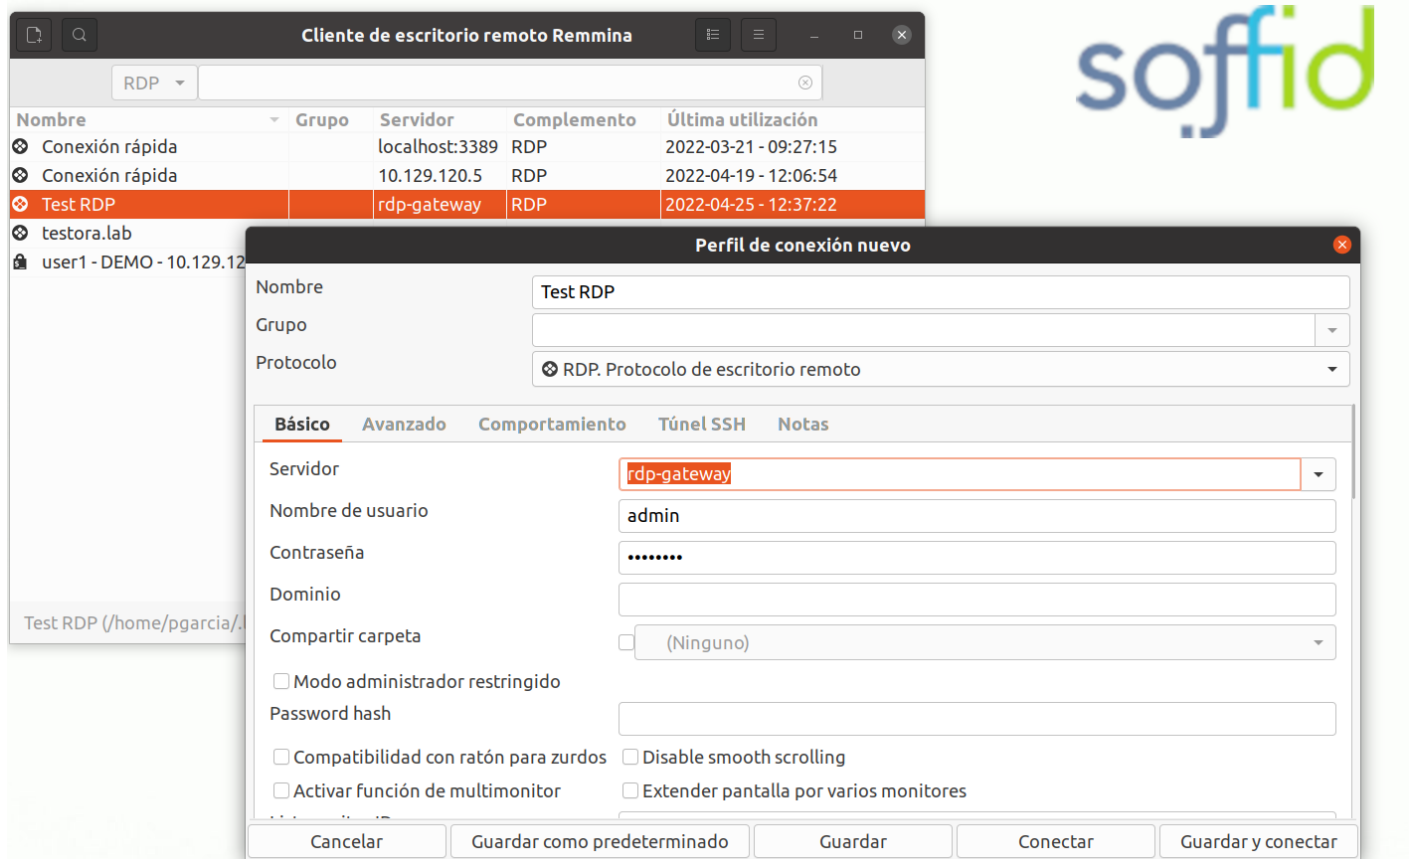 Cliente de escritorio remoto Remmina
soffid
RDP
Nombre Grupo Servidor Complemento Última utilización
Conexión rápida localhost:3389 RDP 2022-03-21 - 09:27:15
Conexión rápida 10.129.120.5 RDP 2022-04-19 - 12:06:54
Test RDP rdp-gateway RDP 2022-04-25 - 12:37:22
testora.lab
user1 - DEMO - 10.129.12
Test RDP (/home/pgarcia/.l
Perfil de conexión nuevo
Nombre Test RDP
Grupo
Protocolo RDP. Protocolo de escritorio remoto
Básico Avanzado Comportamiento Túnel SSH Notas
Servidor rdp-gateway
Nombre de usuario admin
Contraseña ••••••••
Dominio
Compartir carpeta (Ninguno)
Modo administrador restringido
Password hash
Compatibilidad con ratón para zurdos Disable smooth scrolling
Activar función de multimonitor Extender pantalla por varios monitores
Cancelar Guardar como predeterminado Guardar Conectar Guardar y conectar